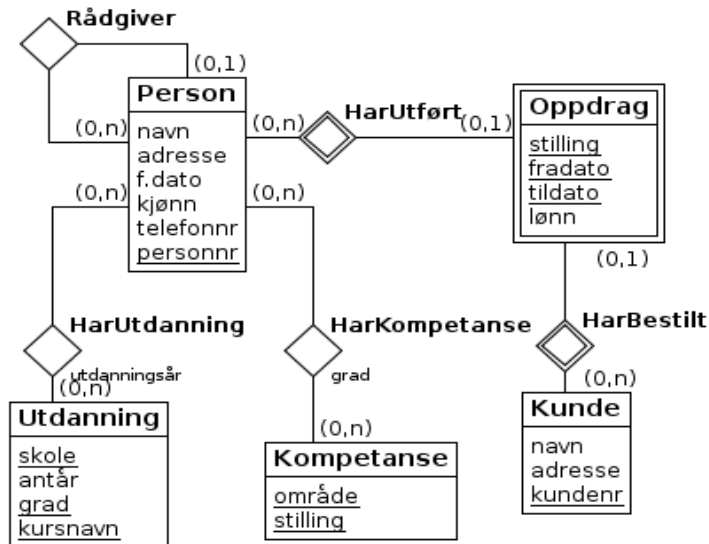 Rådgiver
(0,1)
(0,n)
Person
navn
adresse
f.dato
kjønn
telefonnr
personnr
(0,n)
HarUtført
(0,1)
Oppdrag
stilling
fradato
tildato
lønn
(0,n)
(0,n)
(0,1)
HarUtdanning
utdanningsår
(0,n)
HarKompetanse
grad
(0,n)
HarBestilt
(0,n)
Utdanning
skole
antår
grad
kursnavn
Kompetanse
område
stilling
Kunde
navn
adresse
kundenr